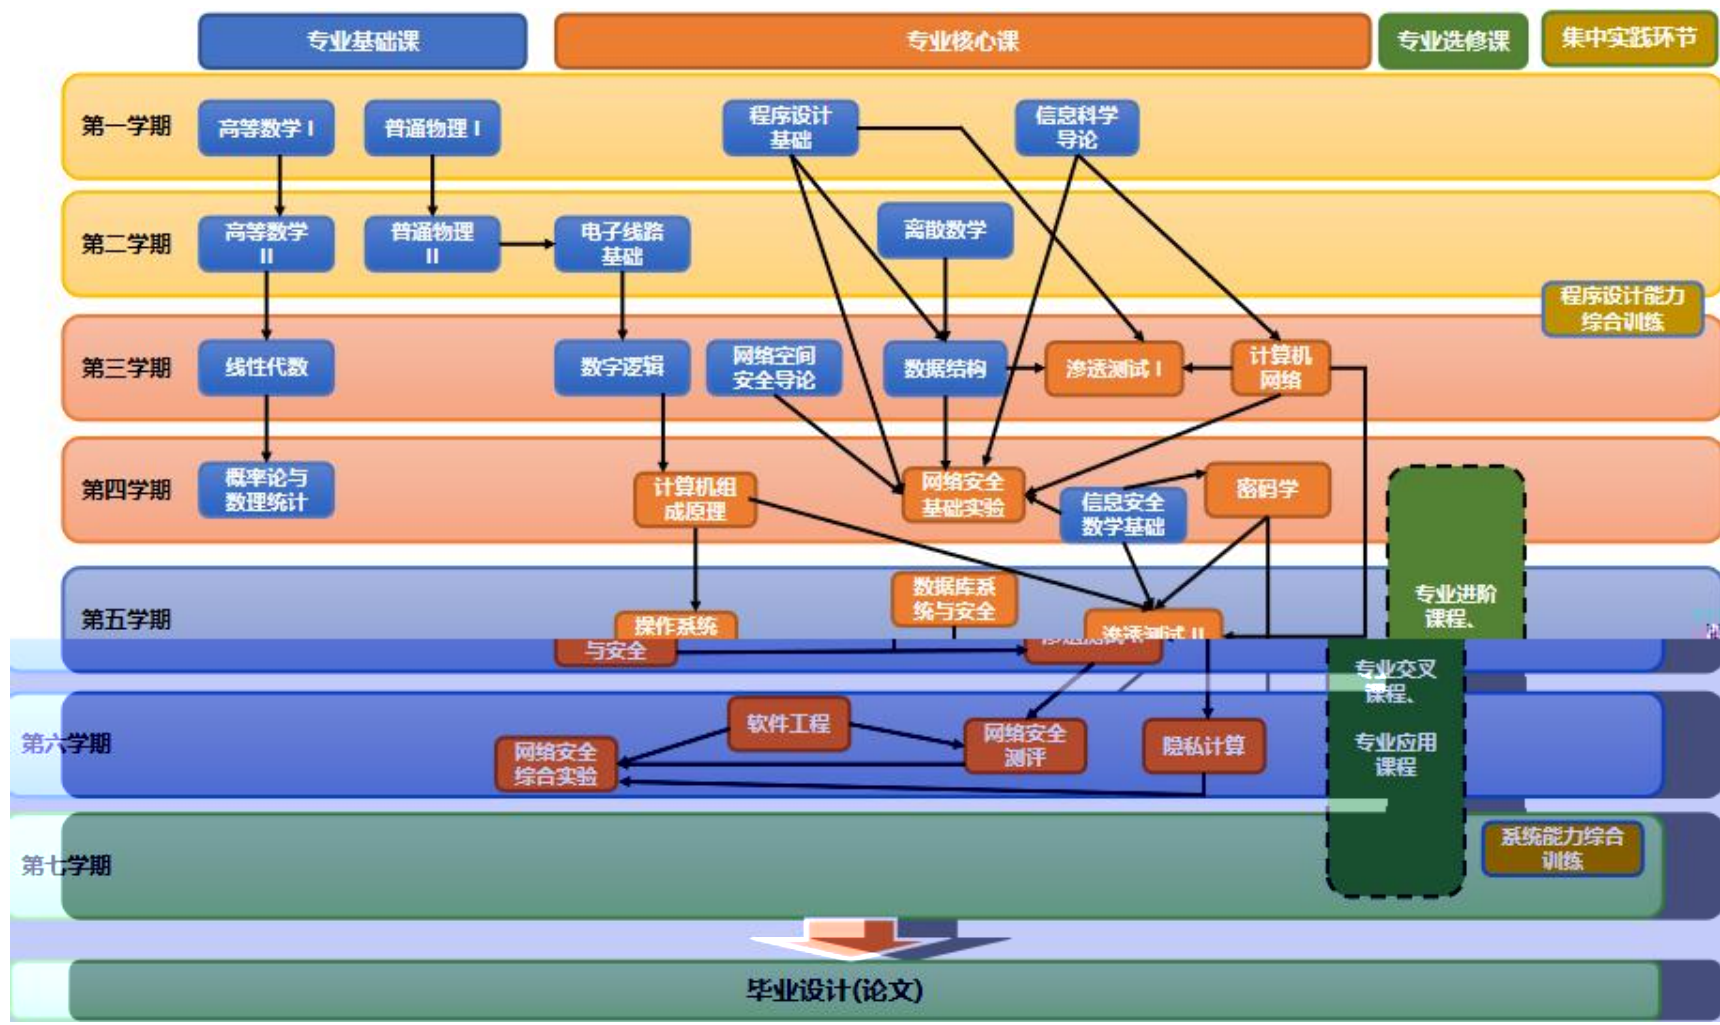 专业基础课
专业核心课
专业选修课
集中实践环节
第一学期
高等数学 I
普通物理 I
程序设计
基础
信息科学
导论
第二学期
高等数学
II
普通物理
II
电子线路
基础
离散数学
程序设计能力
综合训练
第三学期
线性代数
数字逻辑
网络空间
安全导论
数据结构
渗透测试 I
计算机
网络
第四学期
概率论与
数理统计
计算机组
成原理
网络安全
基础实验
信息安全
数学基础
密码学
第五学期
操作系统
与安全
数据库系
统与安全
渗透测试 II
专业进阶
课程、
专业交叉
课程、
专业应用
课程
第六学期
网络安全
综合实验
软件工程
网络安全
测评
隐私计算
第七学期
系统能力综合
训练
毕业设计(论文)